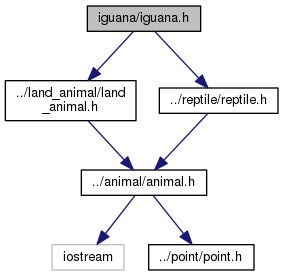 iguana/iguana.h
../land_animal/land
_animal.h
../reptile/reptile.h
../animal/animal.h
iostream
../point/point.h